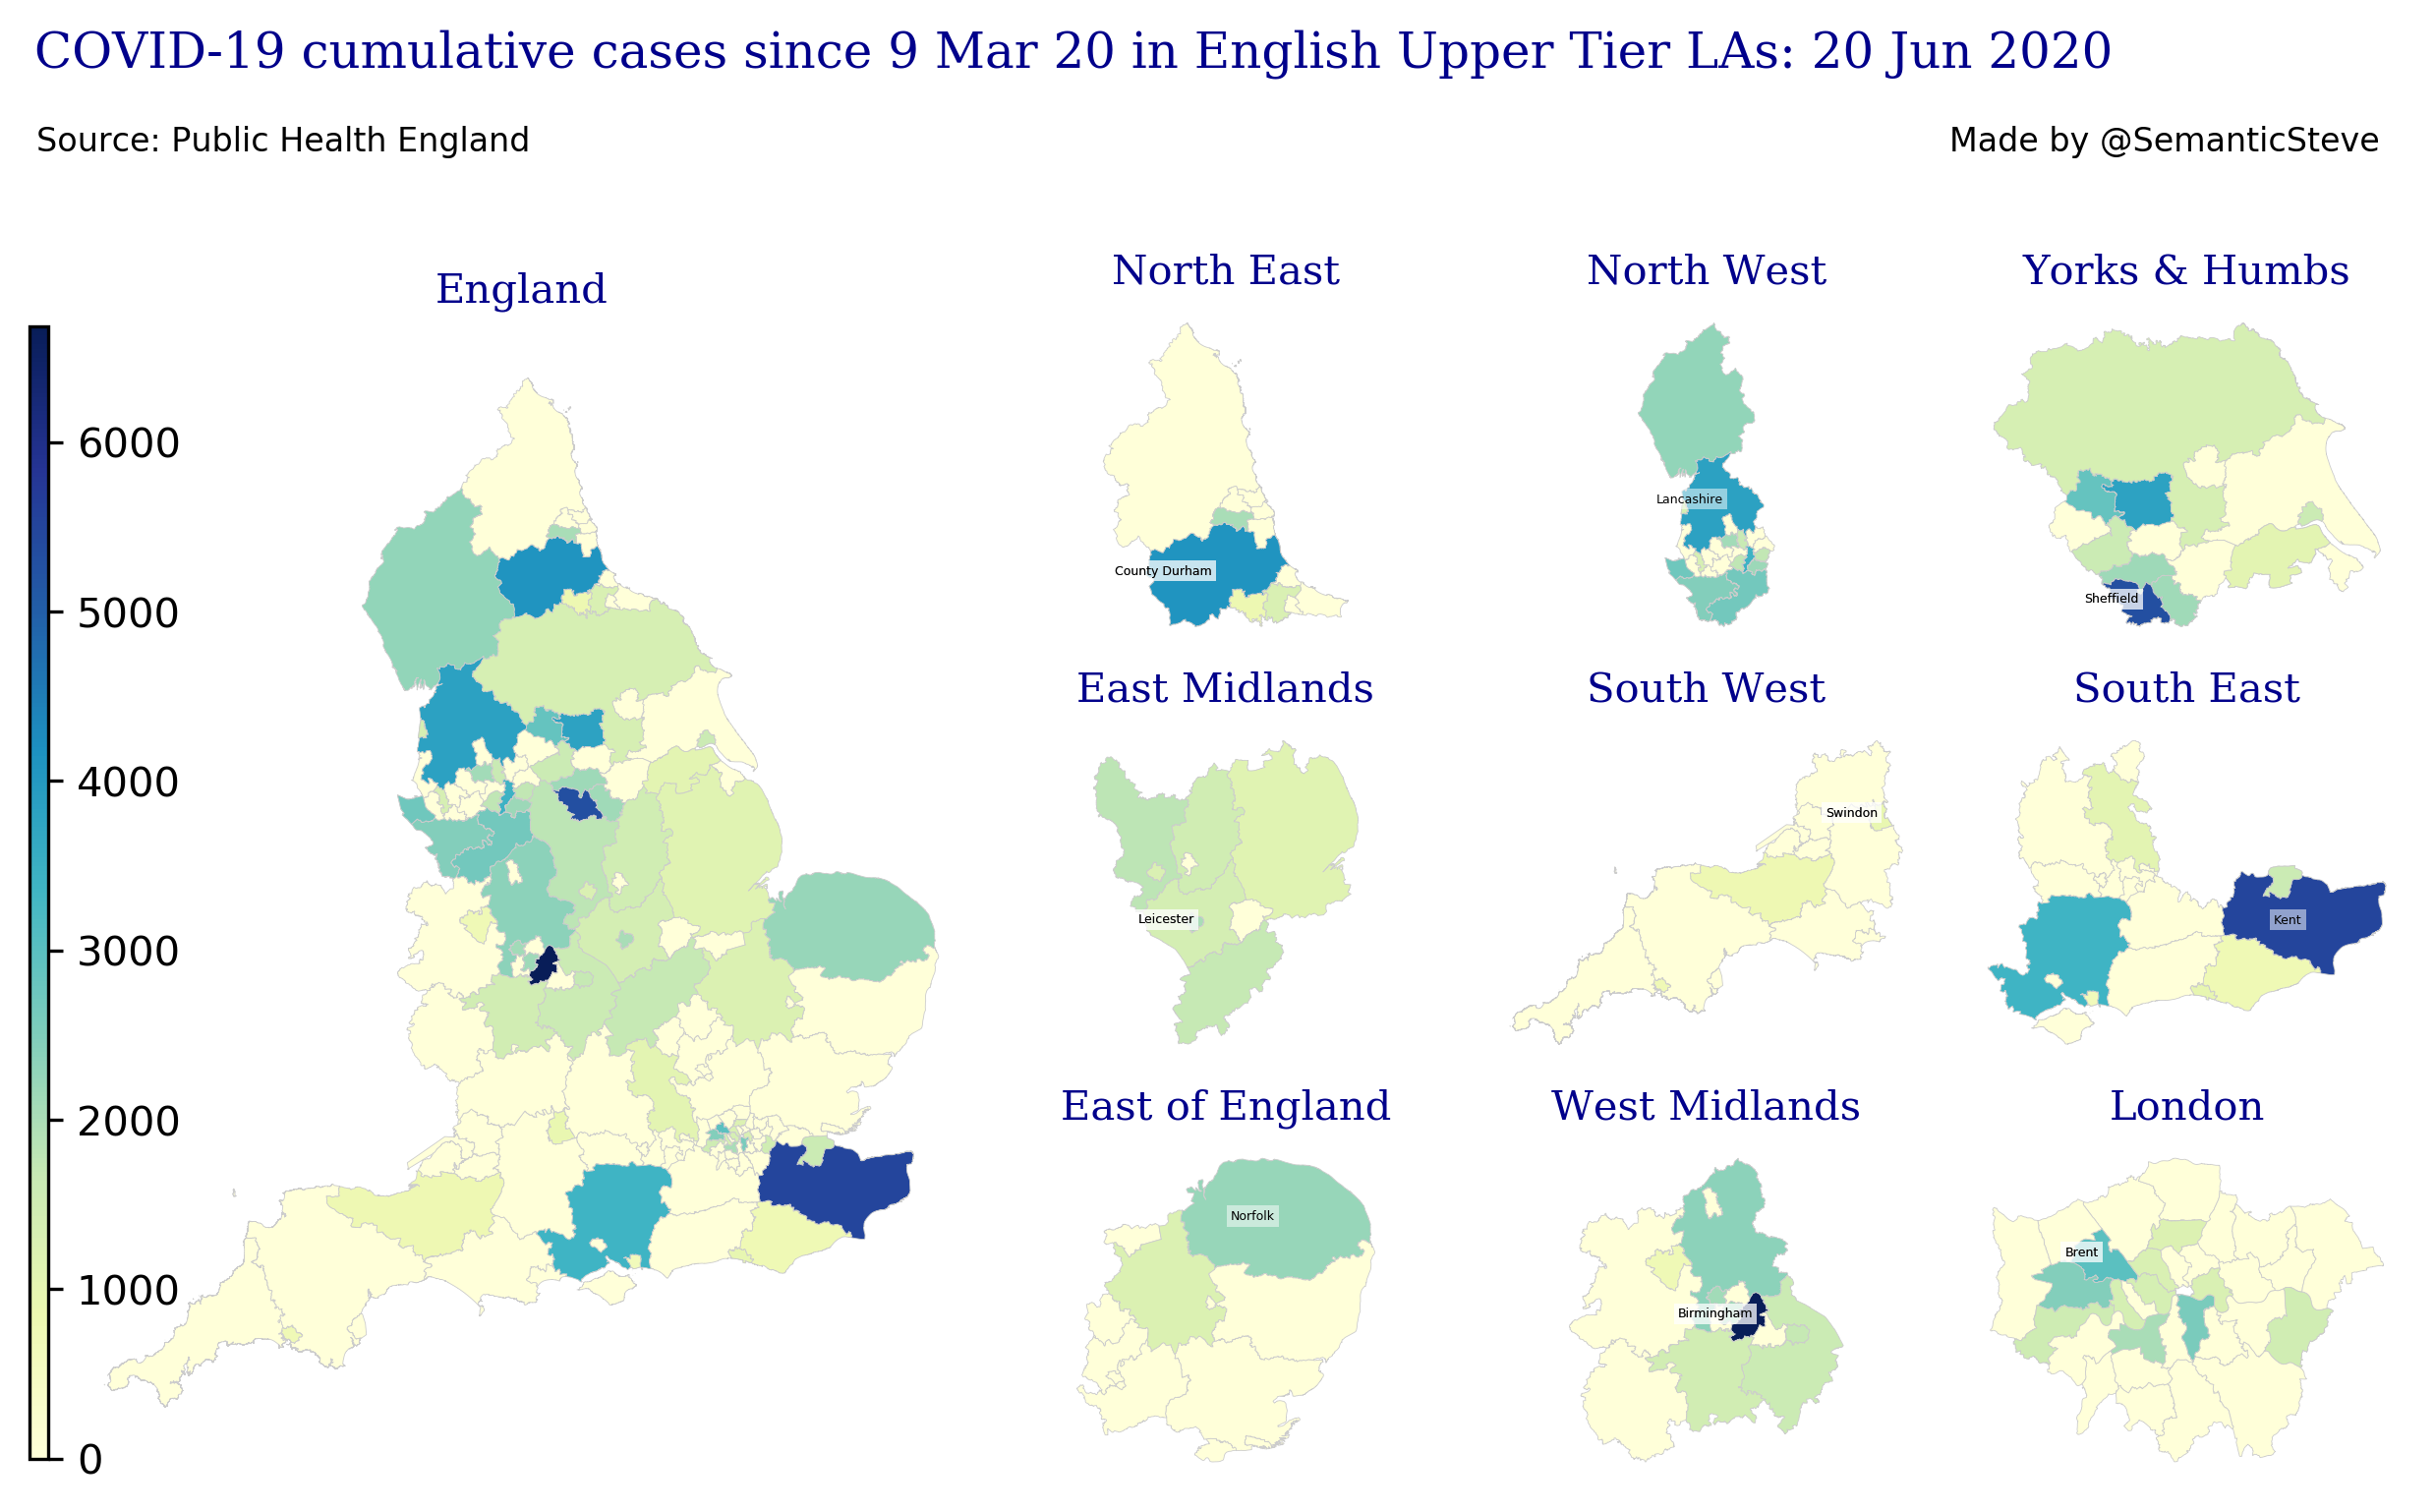 COVID-19 cumulative cases since 9 Mar 20 in English Upper Tier LAs: 20 Jun 2020
Source: Public Health England
Made by @SemanticSteve
England
6000
5000
4000
3000
2000
1000
0
North East
County Durham
North West
Lancashire
Yorks & Humbs
Sheffield
East Midlands
Leicester
South West
Swindon
South East
Kent
East of England
Norfolk
West Midlands
Birmingham
London
Brent